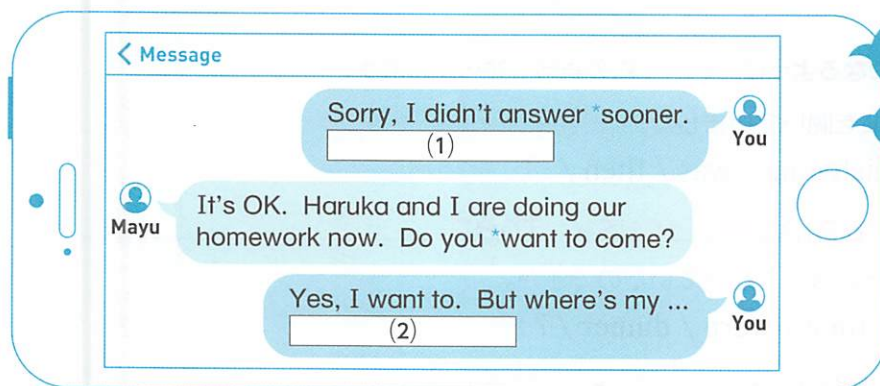 Message
Sorry, I didn't answer *sooner.
(1)
You
It's OK. Haruka and I are doing our
homework now. Do you *want to come?
Mayu
Yes, I want to. But where's my ...
(2)
You